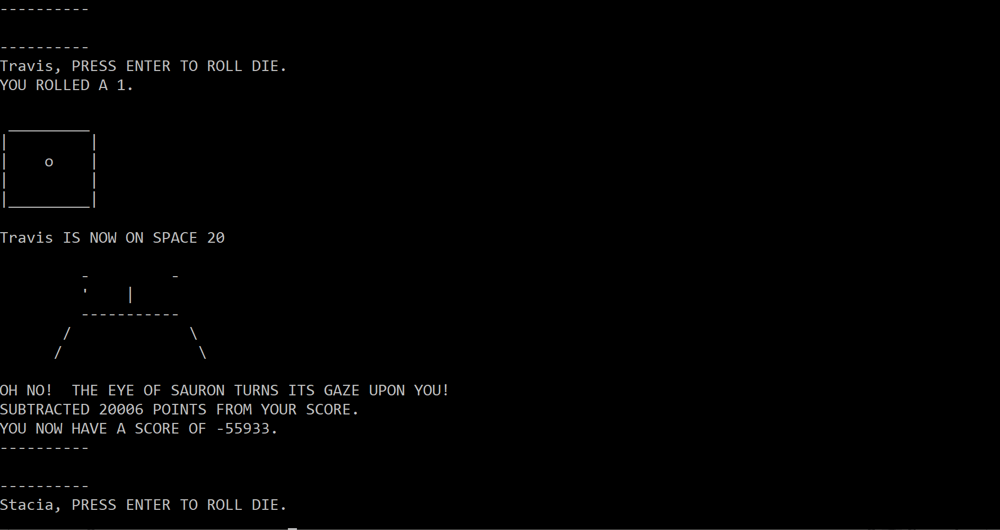 ----------
----------
Travis, PRESS ENTER TO ROLL DIE.
YOU ROLLED A 1.
 _________
|         |
|    o    |
|         |
|_________|
Travis IS NOW ON SPACE 20
         -         -
         '    |
         -----------
       /             \
      /               \
OH NO!  THE EYE OF SAURON TURNS ITS GAZE UPON YOU!
SUBTRACTED 20006 POINTS FROM YOUR SCORE.
YOU NOW HAVE A SCORE OF -55933.
----------
----------
Stacia, PRESS ENTER TO ROLL DIE.